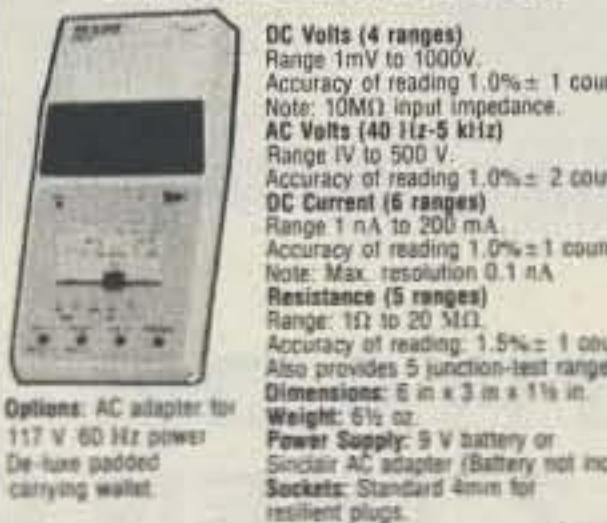 DC Volts (4 ranges)
Range 1mV to 1000V.
Accuracy of reading 1.0% ± 1 coun
Note: 10MΩ input impedance.
AC Volts (40 Hz-5 kHz)
Range 1V to 500 V.
Accuracy of reading 1.0% ± 2 coun
DC Current (6 ranges)
Range 1 nA to 200 mA.
Accuracy of reading 1.0% ± 1 coun
Note: Max. resolution 0.1 nA
Resistance (5 ranges)
Range: 1Ω to 20 MΩ.
Accuracy of reading: 1.5% ± 1 cou
Also provides 5 junction-test range
Dimensions: 6 in x 3 in x 1½ in.
Weight: 6½ oz.
Power Supply: 9 V battery or
Sinclair AC adapter (Battery not inc
Sockets: Standard 4mm for
resilient plugs.
Options: AC adapter for
117 V 60 Hz power
De-luxe padded
carrying wallet.